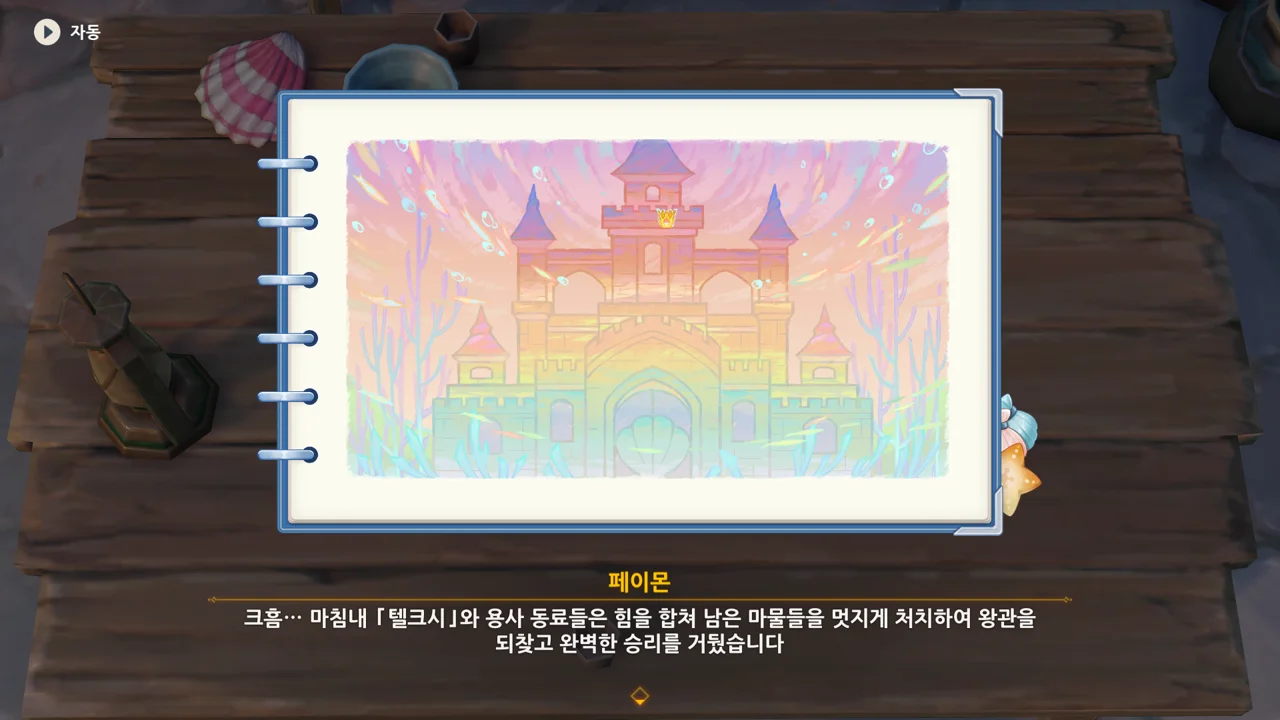 자동
페이몬
크흠… 마침내 「텔크시」와 용사 동료들은 힘을 합쳐 남은 마물들을 멋지게 처치하여 왕관을
되찾고 완벽한 승리를 거뒀습니다